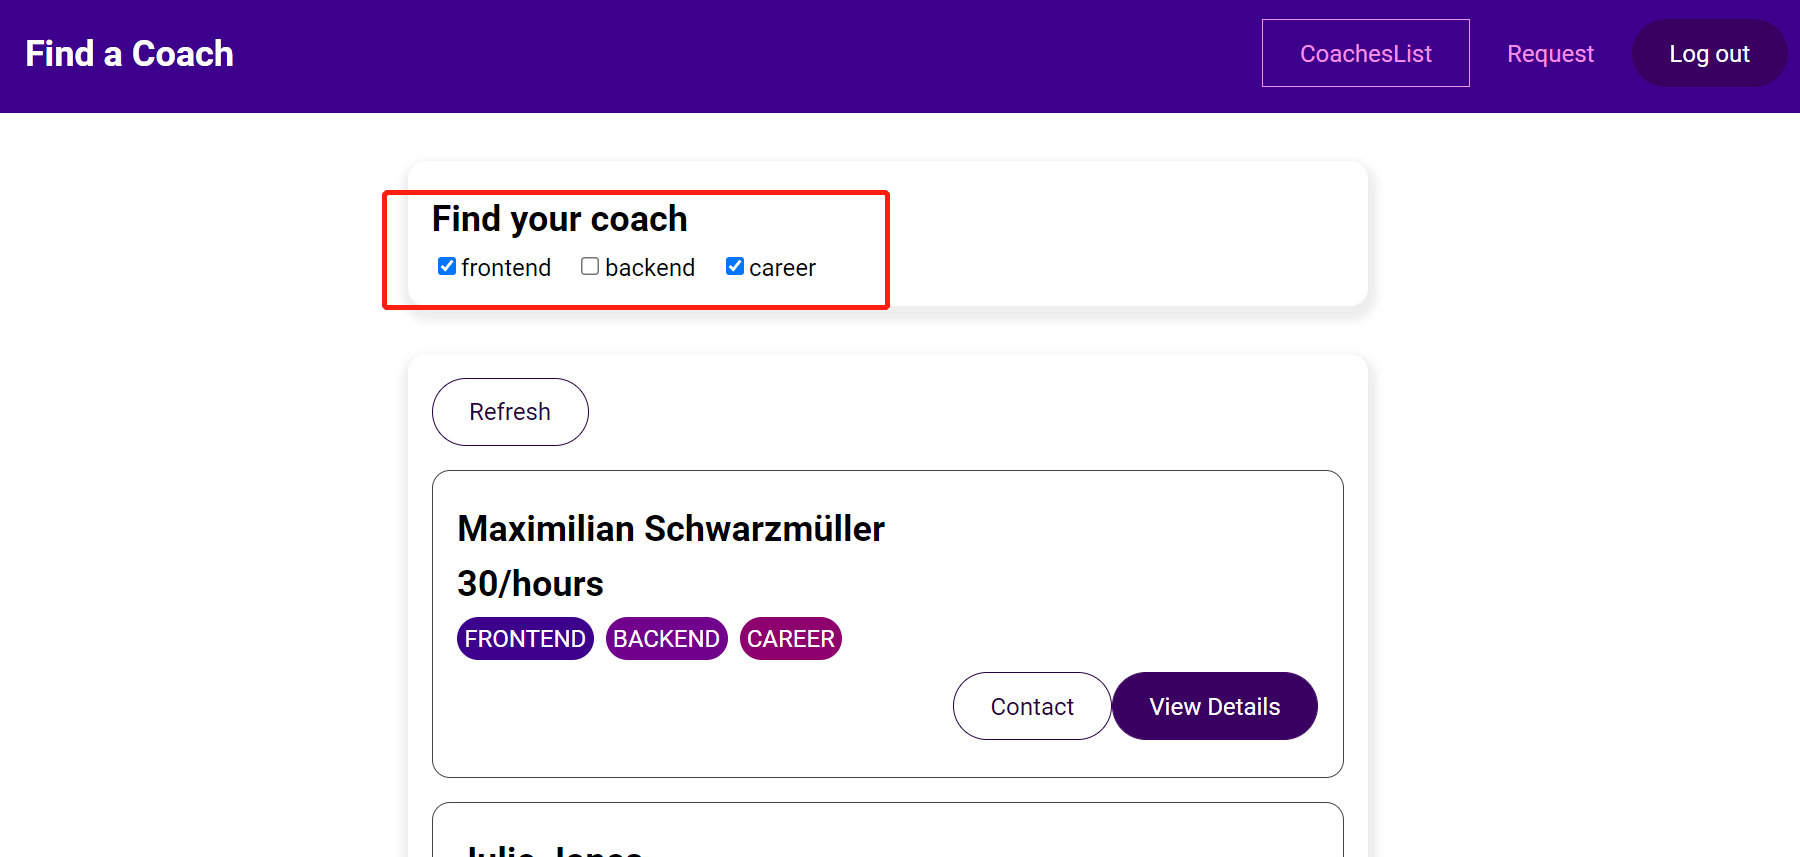 Find a Coach
CoachesList
Request
Log out
Find your coach
frontend backend career
Refresh
Maximilian Schwarzmüller
30/hours
FRONTEND BACKEND CAREER
Contact View Details